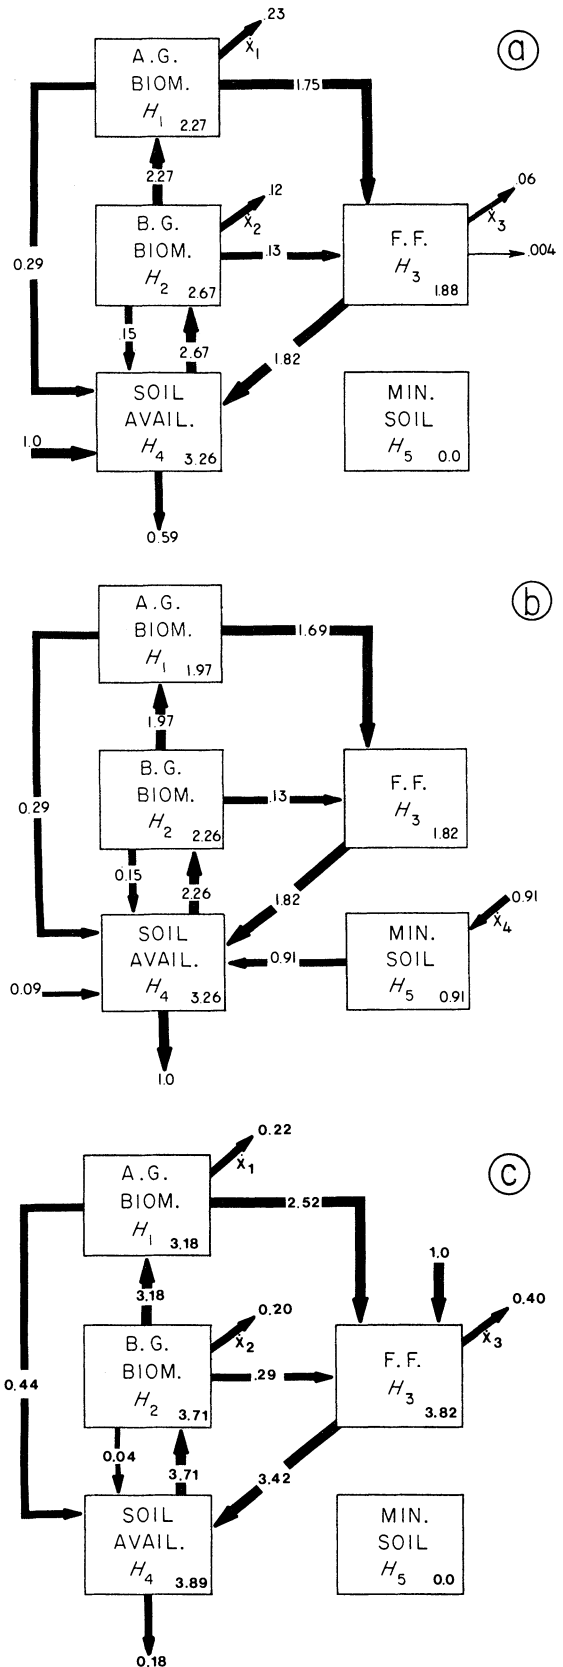 a
.23
ẋ1
A.G.
BIOM.
H1 2.27
1.75
2.27
.12
ẋ2
B.G.
BIOM.
H2 2.67
.13
.06
ẋ3
F.F.
H3 1.88
.004
0.29
.15
2.67
1.82
SOIL
AVAIL.
H4 3.26
1.0
0.59
MIN.
SOIL
H5 0.0
b
A.G.
BIOM.
H1 1.97
1.69
1.97
B.G.
BIOM.
H2 2.26
.13
F.F.
H3 1.82
0.29
0.15
2.26
1.82
0.91
ẋ4
SOIL
AVAIL.
H4 3.26
0.09
0.91
MIN.
SOIL
H5 0.91
1.0
c
0.22
ẋ1
A.G.
BIOM.
H1 3.18
2.52
1.0
3.18
0.20
ẋ2
B.G.
BIOM.
H2 3.71
.29
0.40
ẋ3
F.F.
H3 3.82
0.44
0.04
3.71
3.42
SOIL
AVAIL.
H4 3.89
MIN.
SOIL
H5 0.0
0.18